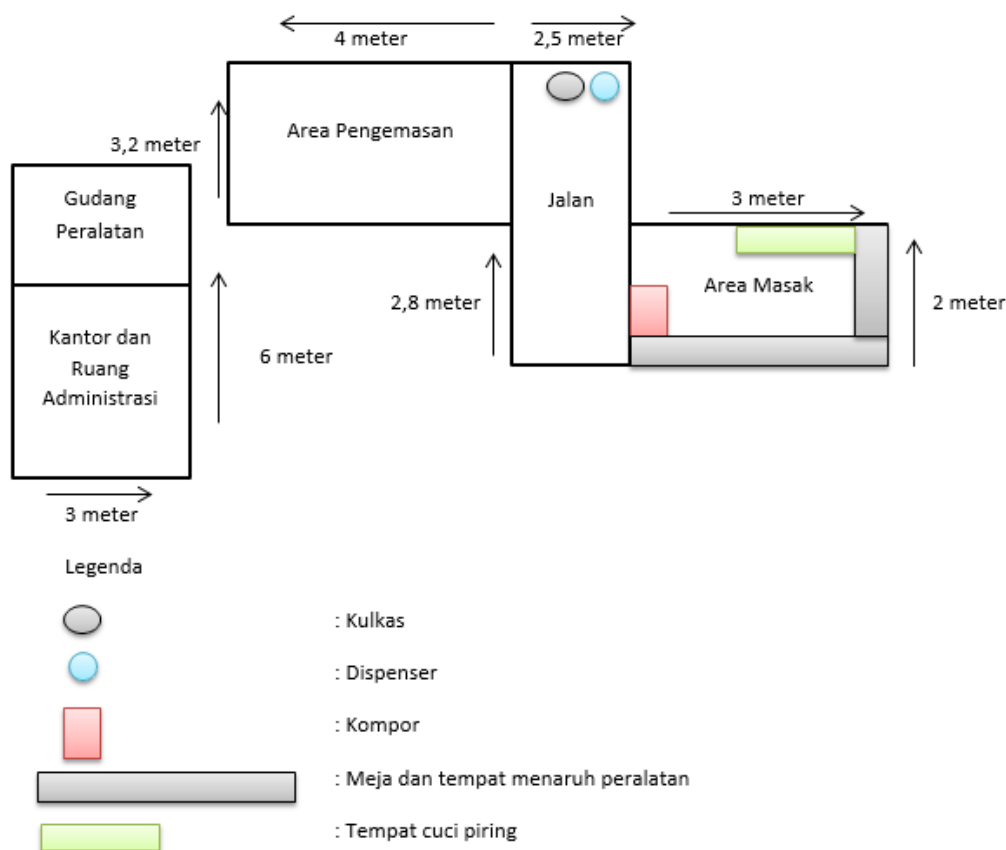 4 meter
2,5 meter
Area Pengemasan
3,2 meter
Gudang
Peralatan
Jalan
3 meter
Area Masak
2,8 meter
2 meter
Kantor dan
Ruang
Administrasi
6 meter
3 meter
Legenda
: Kulkas
: Dispenser
: Kompor
: Meja dan tempat menaruh peralatan
: Tempat cuci piring